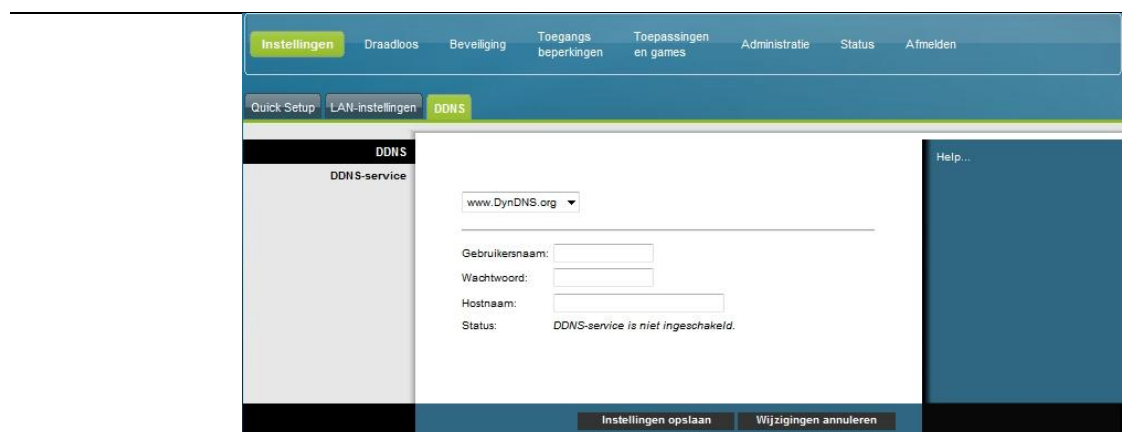 Instellingen Draadloos Beveiliging Toegangs beperkingen Toepassingen en games Administratie Status Afmelden
Quick Setup LAN-instellingen DDNS
DDNS
Help...
DDNS-service
www.DynDNS.org
Gebruikersnaam:
Wachtwoord:
Hostnaam:
Status: DDNS-service is niet ingeschakeld.
Instellingen opslaan Wijzigingen annuleren